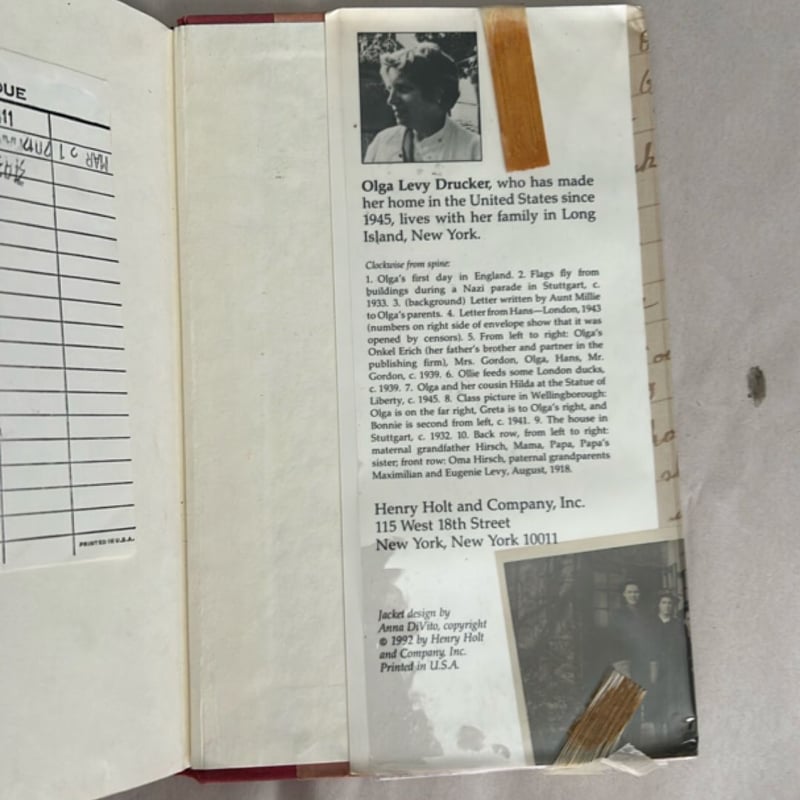 DUE
11
MAR 21 2012
PRINTED IN U.S.A.
Olga Levy Drucker, who has made
her home in the United States since
1945, lives with her family in Long
Island, New York.
Clockwise from spine:
1. Olga's first day in England. 2. Flags fly from
buildings during a Nazi parade in Stuttgart, c.
1933. 3. (background) Letter written by Aunt Millie
to Olga's parents. 4. Letter from Hans—London, 1943
(numbers on right side of envelope show that it was
opened by censors). 5. From left to right: Olga's
Onkel Erich (her father's brother and partner in the
publishing firm), Mrs. Gordon, Olga, Hans, Mr.
Gordon, c. 1939. 6. Ollie feeds some London ducks,
c. 1939. 7. Olga and her cousin Hilda at the Statue of
Liberty, c. 1945. 8. Class picture in Wellingborough:
Olga is on the far right, Greta is to Olga's right, and
Bonnie is second from left, c. 1941. 9. The house in
Stuttgart, c. 1932. 10. Back row, from left to right:
maternal grandfather Hirsch, Mama, Papa, Papa's
sister; front row: Oma Hirsch, paternal grandparents
Maximilian and Eugenie Levy, August, 1918.
Henry Holt and Company, Inc.
115 West 18th Street
New York, New York 10011
Jacket design by
Anna DiVito, copyright
© 1992 by Henry Holt
and Company, Inc.
Printed in U.S.A.